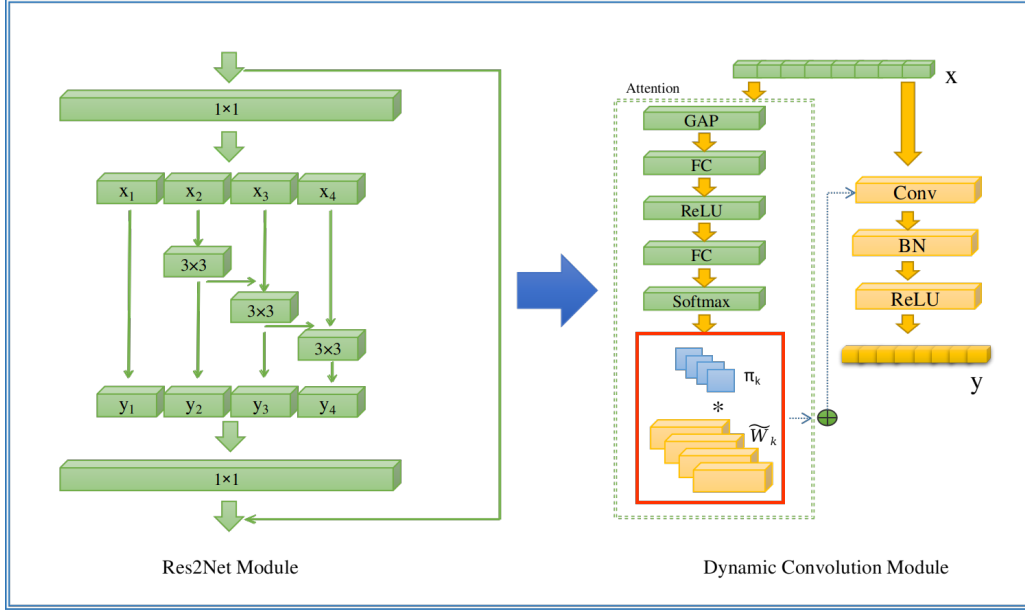 1×1
x₁ x₂ x₃ x₄
3×3
3×3
3×3
y₁ y₂ y₃ y₄
1×1
Res2Net Module
x
Attention
GAP
FC
ReLU
FC
Softmax
πₖ
*
W̃ₖ
Conv
BN
ReLU
y
Dynamic Convolution Module